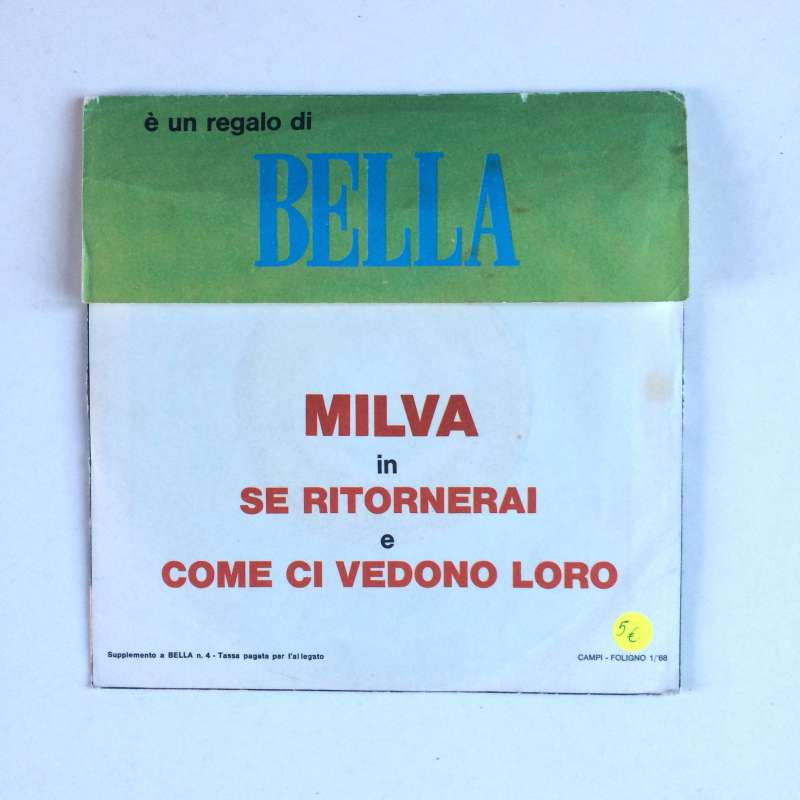 è un regalo di
BELLA
MILVA
in
SE RITORNERAI
e
COME CI VEDONO LORO
5€
Supplemento a BELLA n. 4 - Tassa pagata per l'allegato
CAMPI - FOLIGNO 1/'68